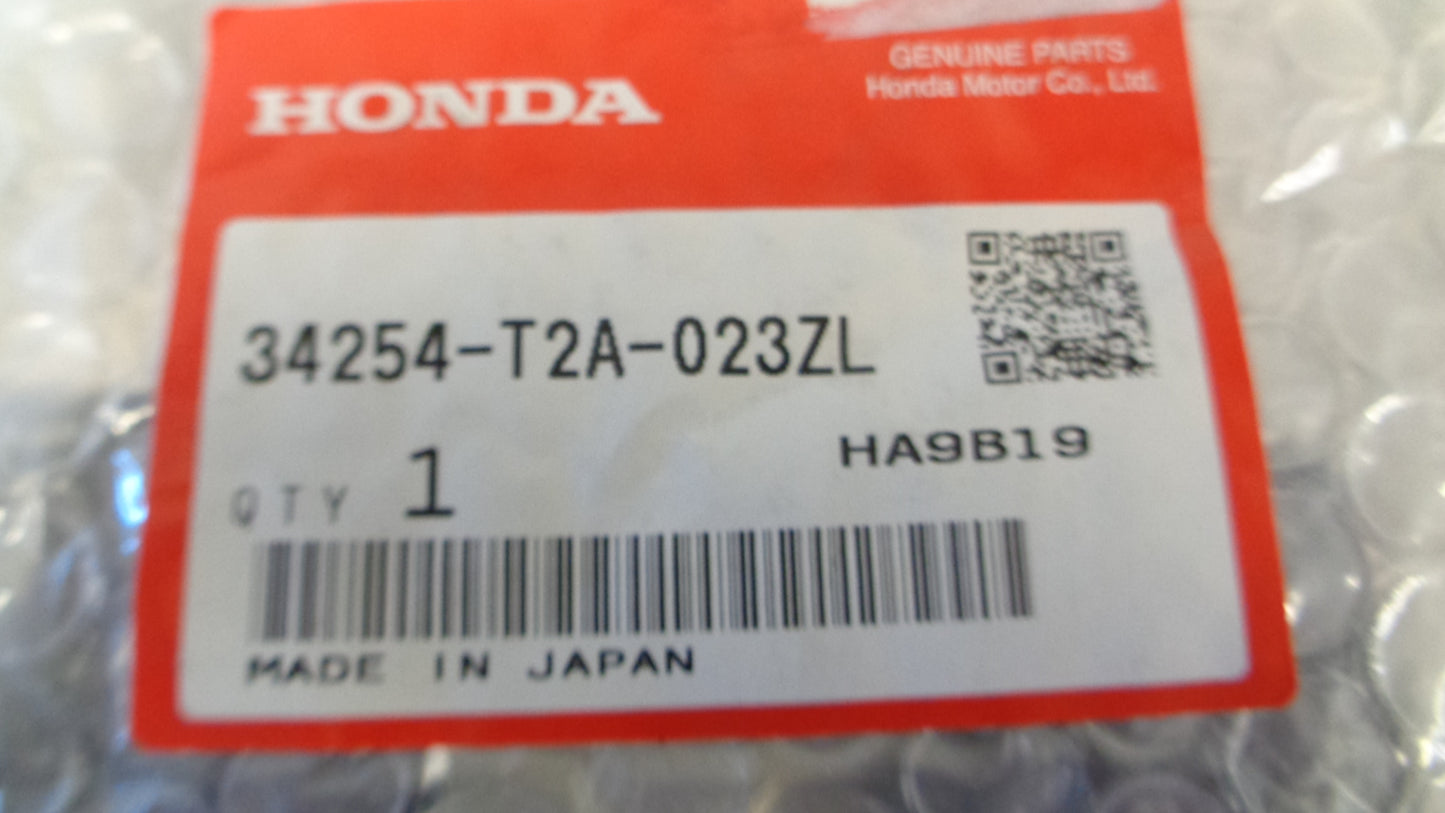 HONDA
GENUINE PARTS
Honda Motor Co., Ltd.
34254-T2A-023ZL
HA9B19
QTY 1
MADE IN JAPAN